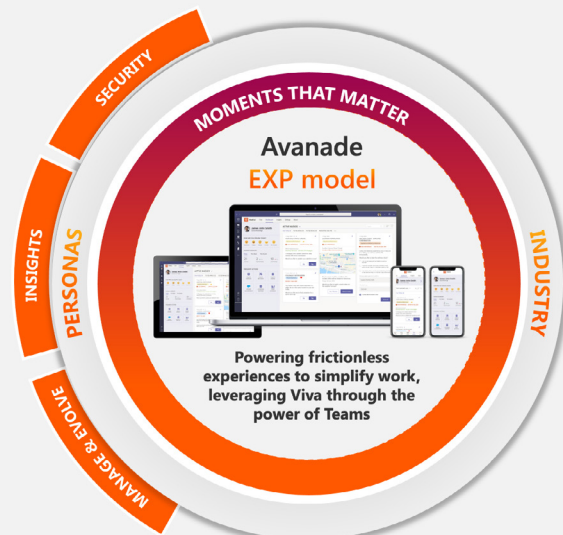 SECURITY
INSIGHTS
MANAGE & EVOLVE
PERSONAS
INDUSTRY
MOMENTS THAT MATTER
Avanade
EXP model
Powering frictionless
experiences to simplify work,
leveraging Viva through the
power of Teams